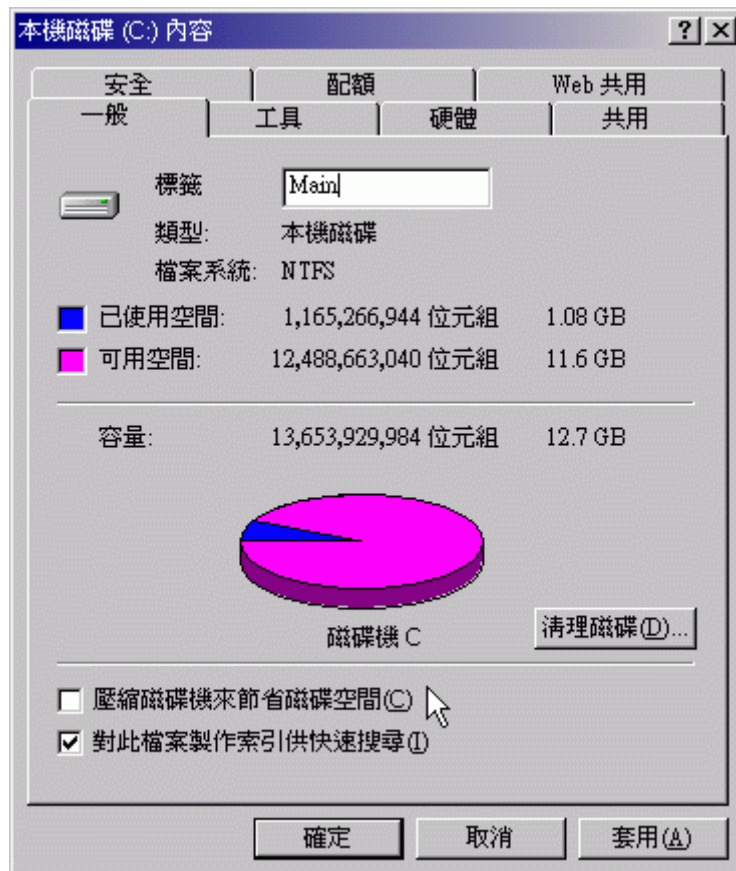 本機磁碟 (C:) 內容
安全 配額 Web 共用
一般 工具 硬體 共用
標籤 Main
類型: 本機磁碟
檔案系統: NTFS
已使用空間: 1,165,266,944 位元組 1.08 GB
可用空間: 12,488,663,040 位元組 11.6 GB
容量: 13,653,929,984 位元組 12.7 GB
磁碟機 C
清理磁碟(D)...
壓縮磁碟機來節省磁碟空間(C)
對此檔案製作索引供快速搜尋(I)
確定 取消 套用(A)